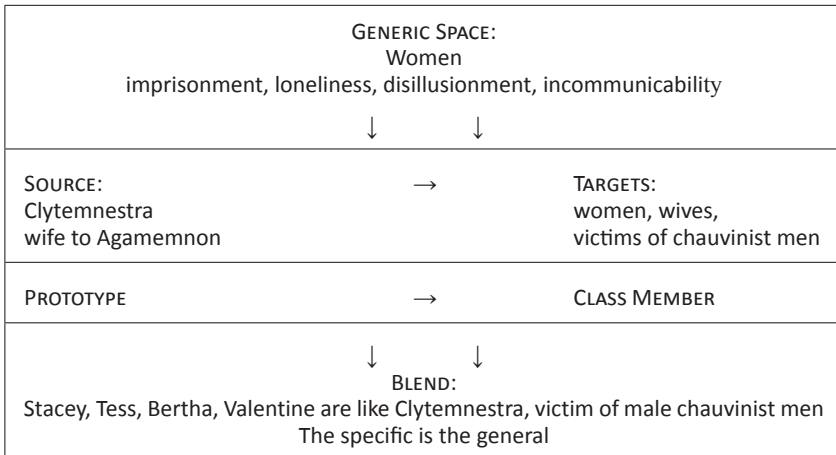 GENERIC SPACE:
Women
imprisonment, loneliness, disillusionment, incommunicability
↓ ↓
SOURCE: → TARGETS:
Clytemnestra women, wives,
wife to Agamemnon victims of chauvinist men
PROTOTYPE → CLASS MEMBER
↓ ↓
BLEND:
Stacey, Tess, Bertha, Valentine are like Clytemnestra, victim of male chauvinist men
The specific is the general